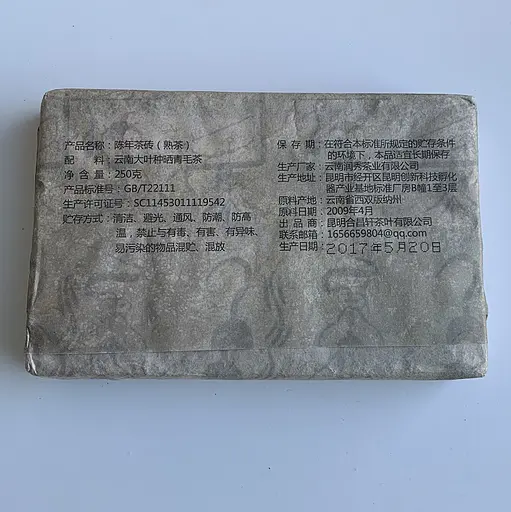 产品名称：陈年茶砖（熟茶）
配　　料：云南大叶种晒青毛茶
净 含 量：250克
产品标准号：GB/T22111
生产许可证号：SC11453011119542
贮存方式：清洁、避光、通风、防潮、防高
温，禁止与有毒、有害、有异味、
易污染的物品混贮、混放
保 存 期：在符合本标准所规定的贮存条件
的环境下，本品适宜长期保存
生产厂家：云南润秀茶业有限公司
生产地址：昆明市经开区昆明创新科技孵化
器产业基地标准厂房B幢1至3层
原料产地：云南省西双版纳州
原料日期：2009年4月
出 品 商：昆明合昌轩茶叶有限公司
联系邮箱：1656659804@qq.com
生产日期：2017年5月20日